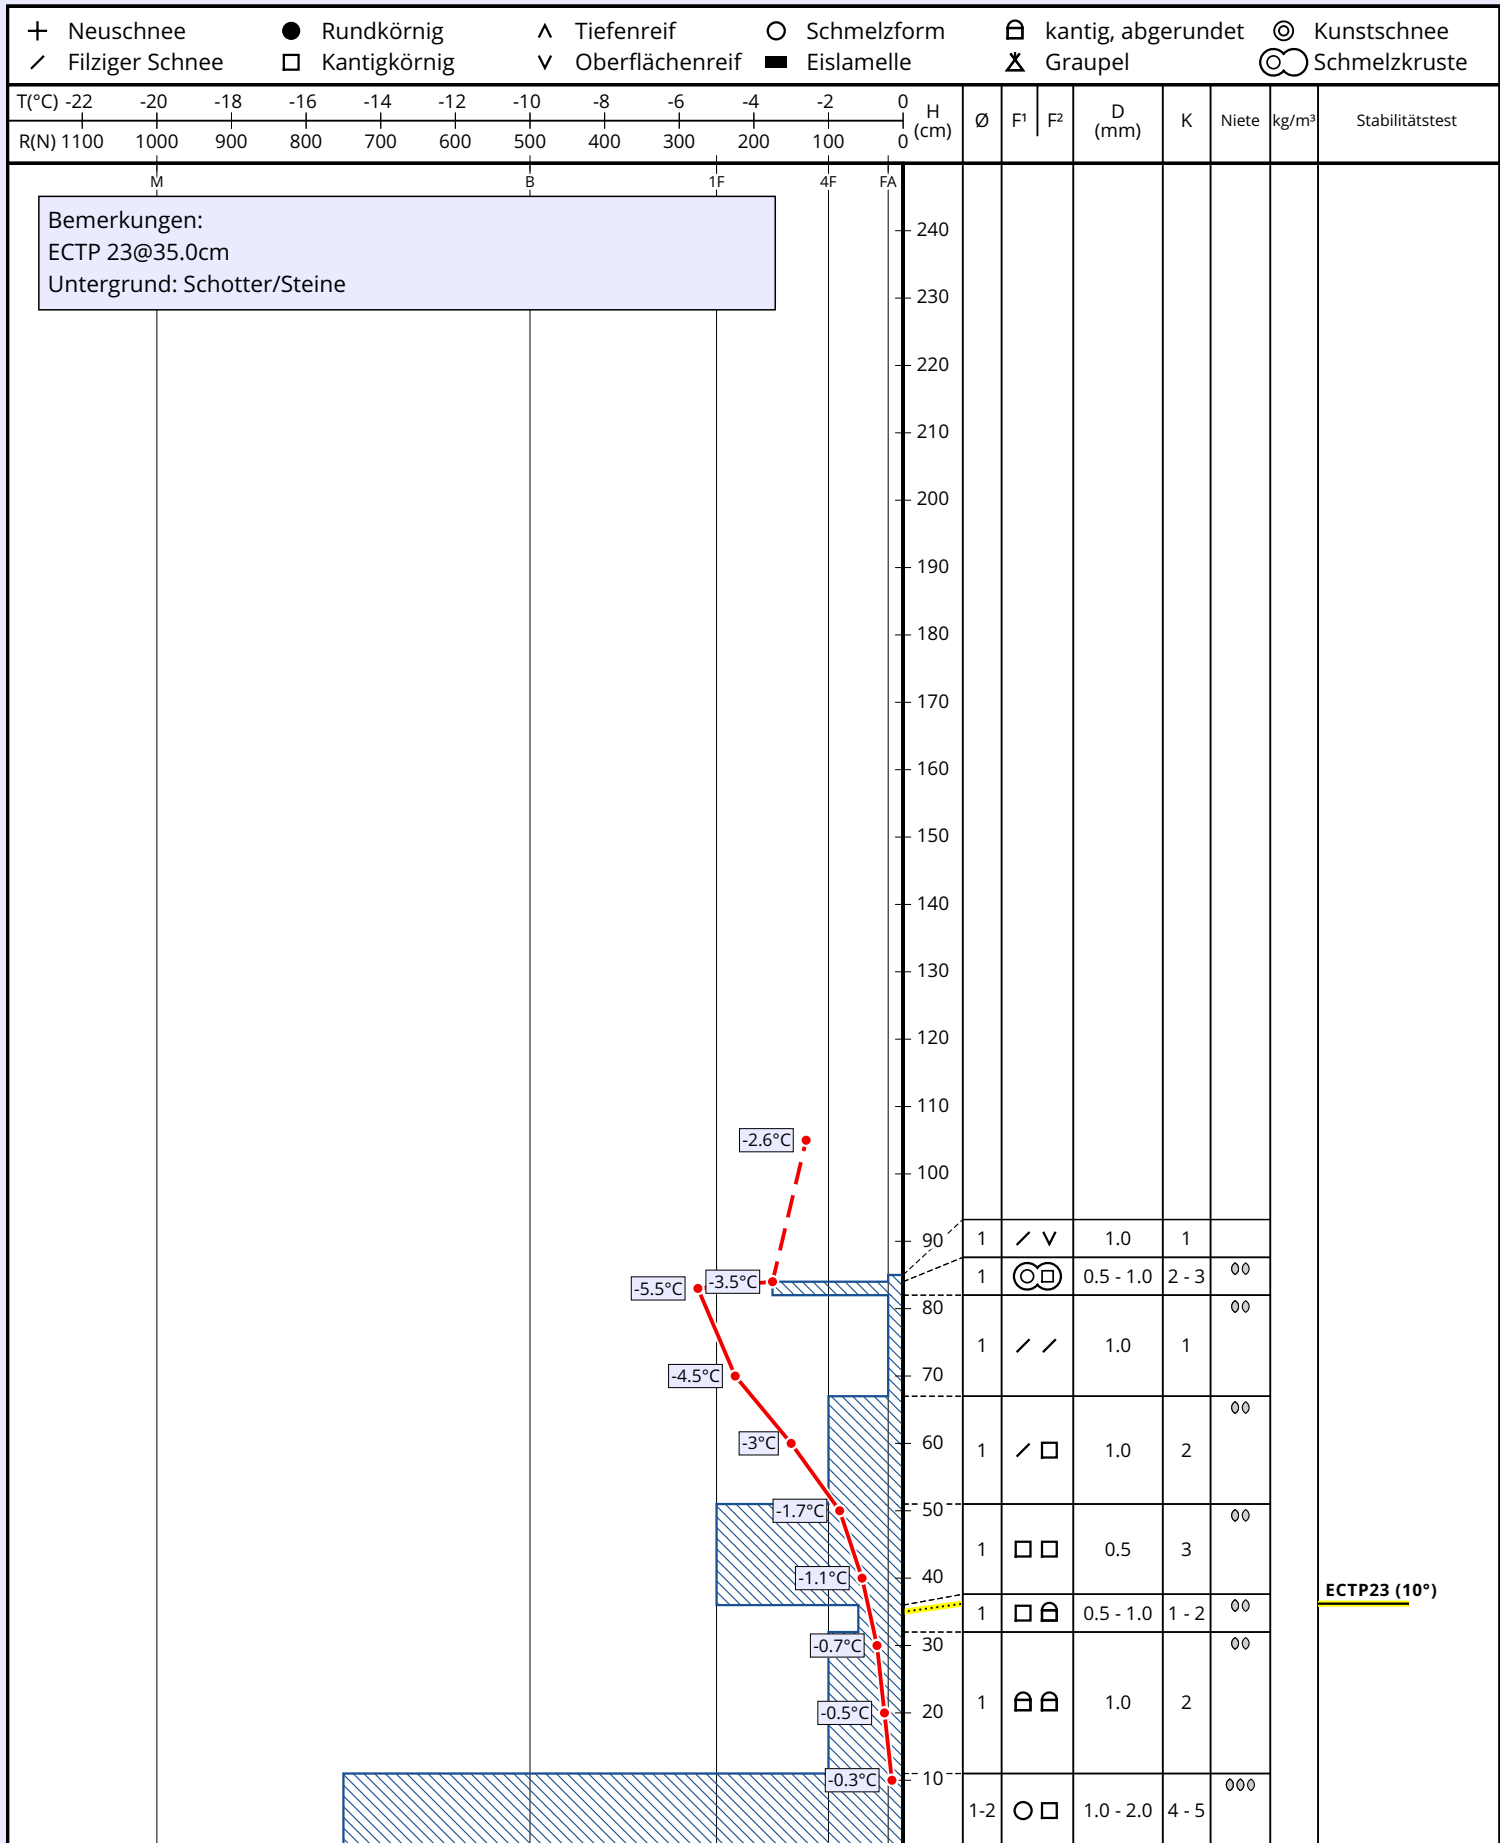 Neuschnee Rundkörnig Tiefenreif Schmelzform kantig, abgerundet Kunstschnee
Filziger Schnee Kantigkörnig Oberflächenreif Eislamelle Graupel Schmelzkruste
T(°C) -22 -20 -18 -16 -14 -12 -10 -8 -6 -4 -2 0
R(N) 1100 1000 900 800 700 600 500 400 300 200 100 0
H (cm) Ø F¹ F² D (mm) K Niete kg/m³ Stabilitätstest
M B 1F 4F FA
Bemerkungen:
ECTP 23@35.0cm
Untergrund: Schotter/Steine
240
230
220
210
200
190
180
170
160
150
140
130
120
110
-2.6°C
100
90 1 1.0 1
-5.5°C -3.5°C 1 0.5 - 1.0 2 - 3
80
1 1.0 1
-4.5°C 70
-3°C 60 1 1.0 2
-1.7°C 50
1 0.5 3
-1.1°C 40
ECTP23 (10°)
1 0.5 - 1.0 1 - 2
-0.7°C 30
1 1.0 2
-0.5°C 20
-0.3°C 10
1-2 1.0 - 2.0 4 - 5